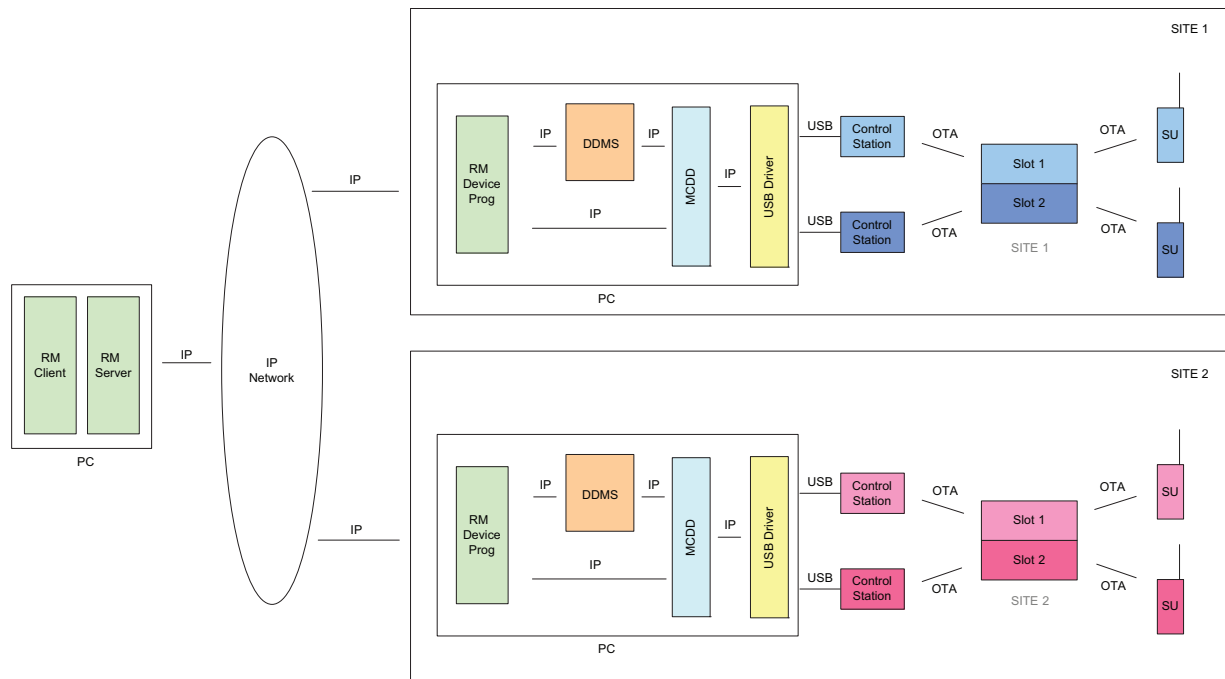 SITE 1
IP
RM
Device
Prog
IP
DDMS
IP
MCDD
IP
USB Driver
IP
PC
USB
Control
Station
OTA
USB
Control
Station
OTA
Slot 1
Slot 2
SITE 1
OTA
SU
OTA
SU
RM
Client
RM
Server
PC
IP
IP
Network
SITE 2
IP
RM
Device
Prog
IP
DDMS
IP
MCDD
IP
USB Driver
IP
PC
USB
Control
Station
OTA
USB
Control
Station
OTA
Slot 1
Slot 2
SITE 2
OTA
SU
OTA
SU